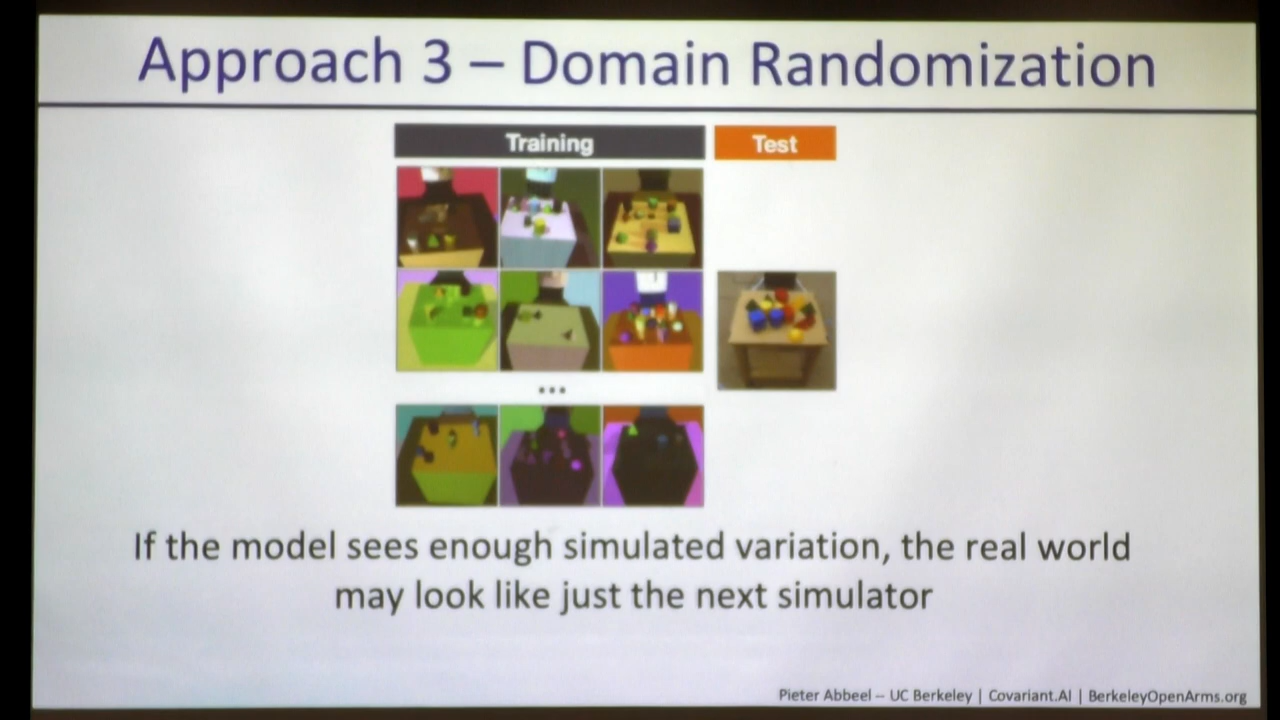 Approach 3 – Domain Randomization
Training
Test
...
If the model sees enough simulated variation, the real world
may look like just the next simulator
Pieter Abbeel – UC Berkeley | Covariant.AI | BerkeleyOpenArms.org